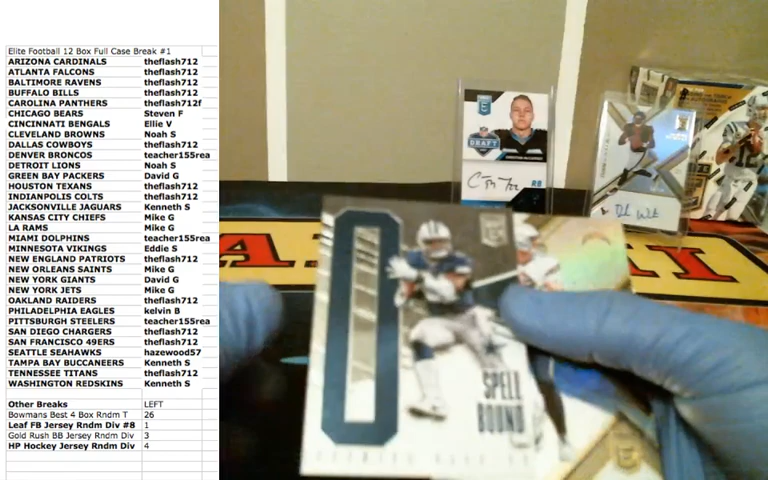 Elite Football 12 Box Full Case Break #1
ARIZONA CARDINALS theflash712
ATLANTA FALCONS theflash712
BALTIMORE RAVENS theflash712
BUFFALO BILLS theflash712
CAROLINA PANTHERS theflash712f
CHICAGO BEARS Steven F
CINCINNATI BENGALS Ellie V
CLEVELAND BROWNS Noah S
DALLAS COWBOYS theflash712
DENVER BRONCOS teacher155rea
DETROIT LIONS Noah S
GREEN BAY PACKERS David G
HOUSTON TEXANS theflash712
INDIANPOLIS COLTS theflash712
JACKSONVILLE JAGUARS Kenneth S
KANSAS CITY CHIEFS Mike G
LA RAMS Mike G
MIAMI DOLPHINS teacher155rea
MINNESOTA VIKINGS Eddie S
NEW ENGLAND PATRIOTS theflash712
NEW ORLEANS SAINTS Mike G
NEW YORK GIANTS David G
NEW YORK JETS Mike G
OAKLAND RAIDERS theflash712
PHILADELPHIA EAGLES kelvin B
PITTSBURGH STEELERS teacher155rea
SAN DIEGO CHARGERS theflash712
SAN FRANCISCO 49ERS theflash712
SEATTLE SEAHAWKS hazewood57
TAMPA BAY BUCCANEERS Kenneth S
TENNESSEE TITANS theflash712
WASHINGTON REDSKINS Kenneth S
Other Breaks LEFT
Bowmans Best 4 Box Rndm T 26
Leaf FB Jersey Rndm Div #8 1
Gold Rush BB Jersey Rndm Div 3
HP Hockey Jersey Rndm Div 4
DRAFT
RB
O
SPELL
BOUND